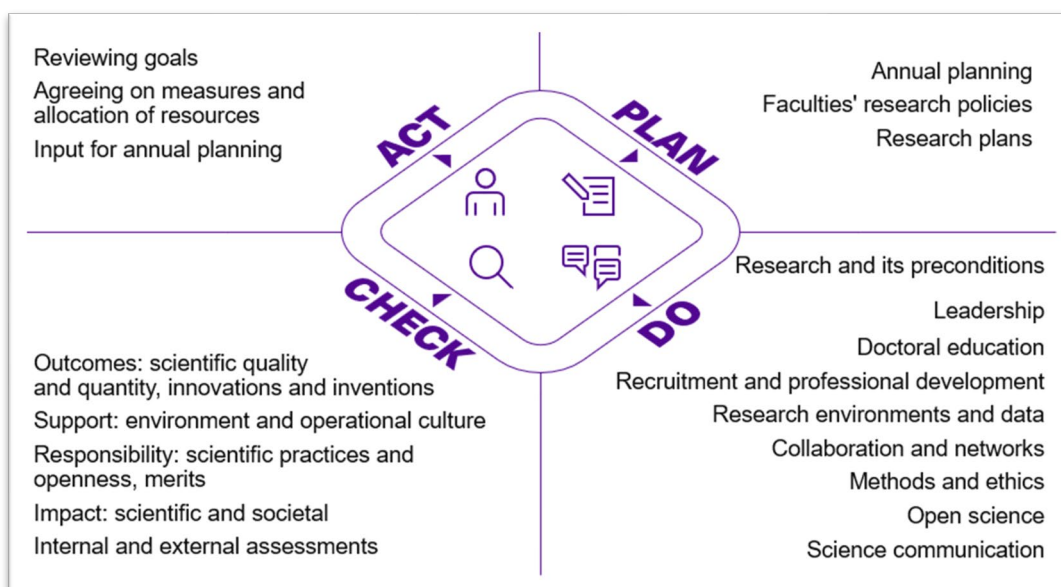 Reviewing goals
Agreeing on measures and
allocation of resources
Input for annual planning
ACT
PLAN
Annual planning
Faculties' research policies
Research plans
CHECK
Outcomes: scientific quality
and quantity, innovations and inventions
Support: environment and operational culture
Responsibility: scientific practices and
openness, merits
Impact: scientific and societal
Internal and external assessments
DO
Research and its preconditions
Leadership
Doctoral education
Recruitment and professional development
Research environments and data
Collaboration and networks
Methods and ethics
Open science
Science communication